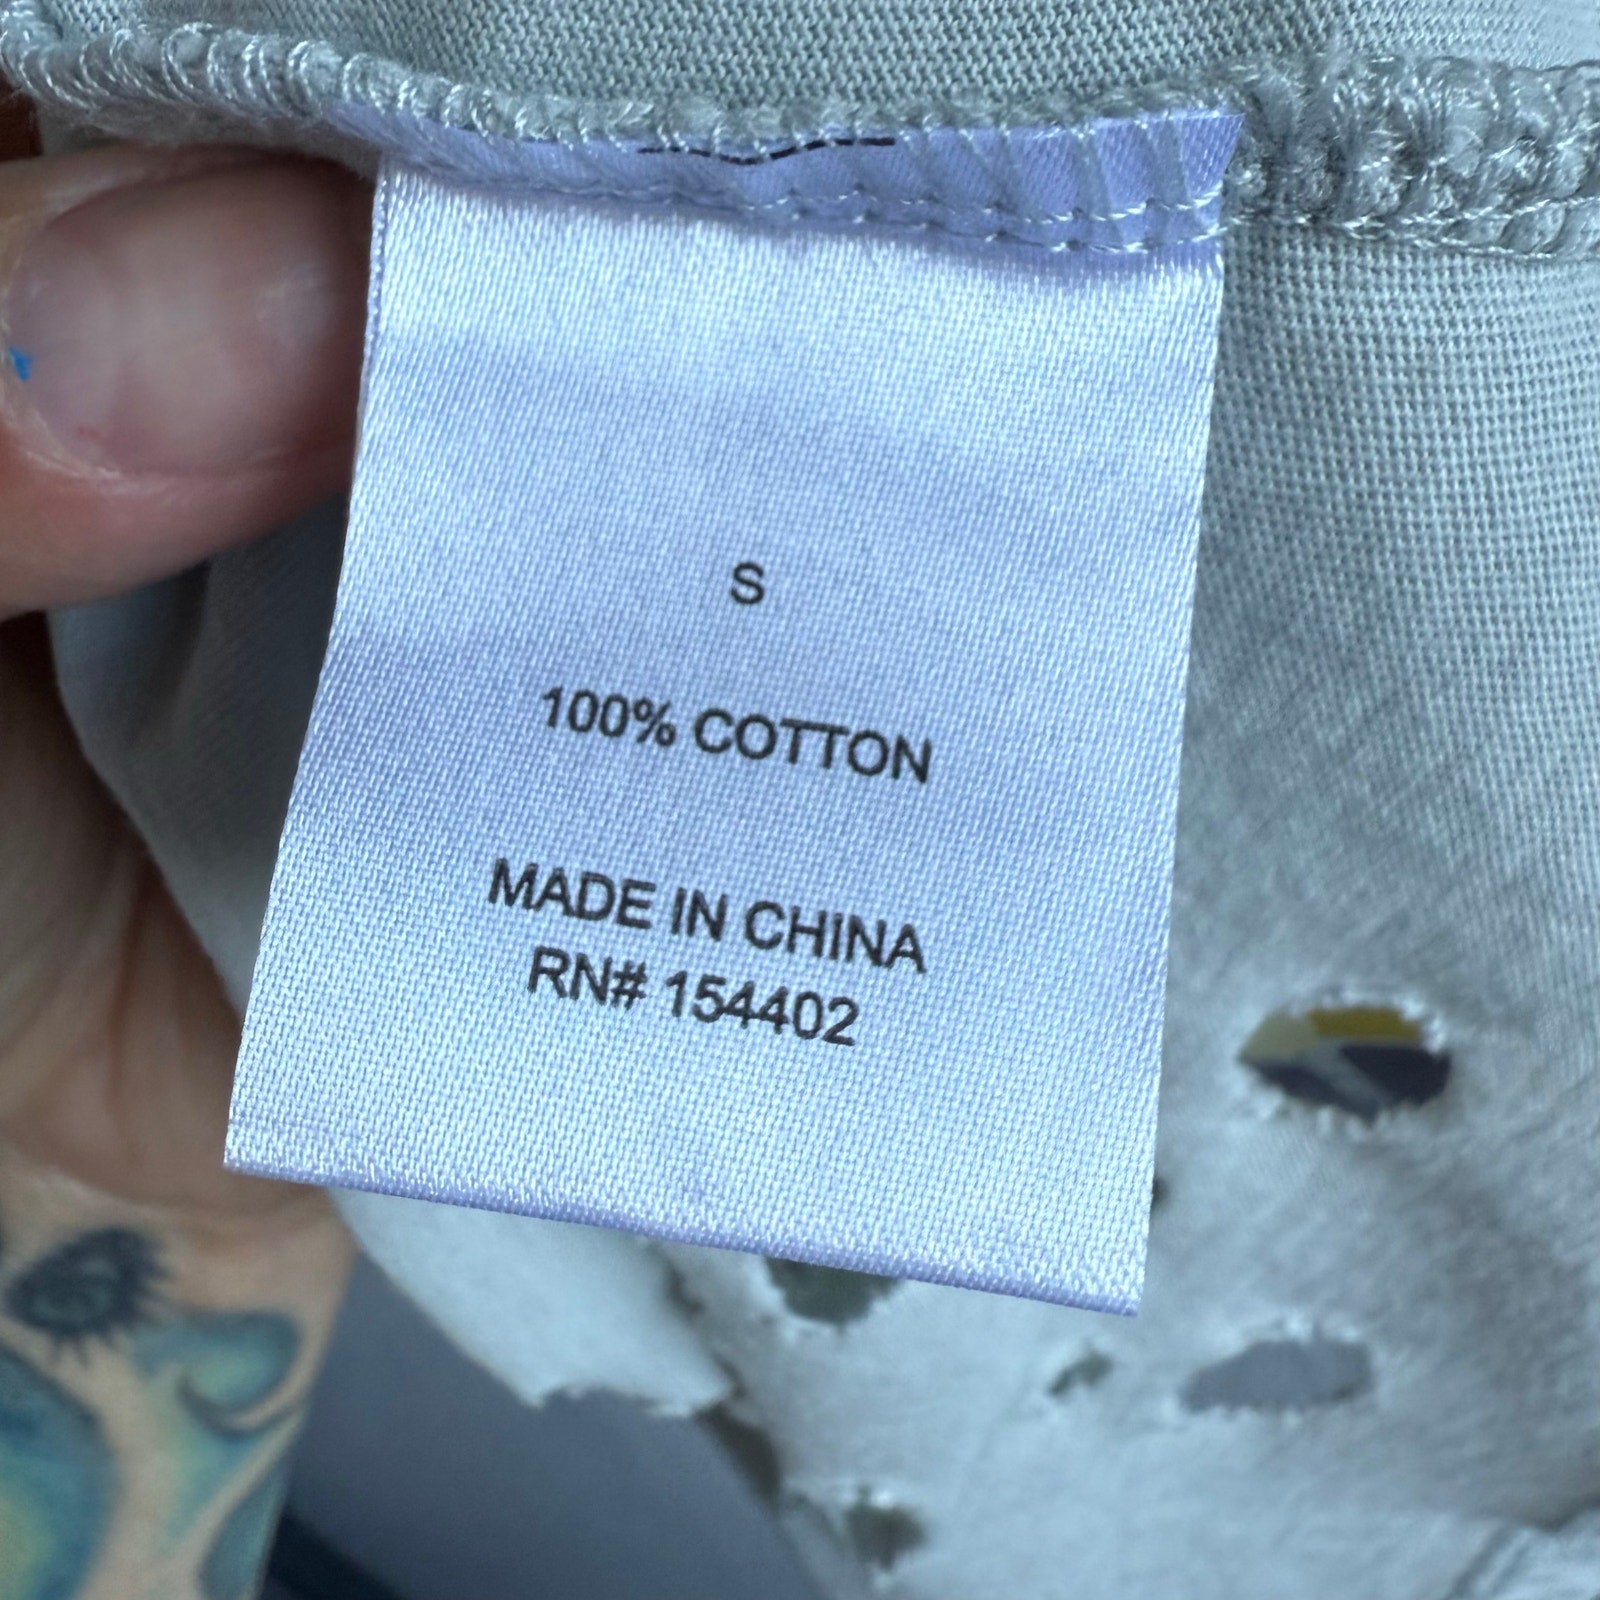 S
100% COTTON
MADE IN CHINA
RN# 154402